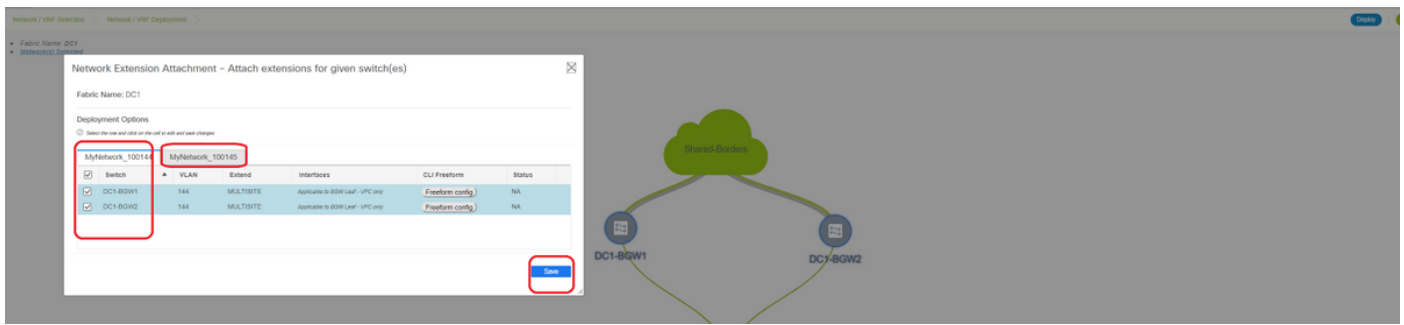 Network / VRF Selection
Network / VRF Deployment
Deploy
Fabric Name: DC1
Network(s) Selected
Network Extension Attachment - Attach extensions for given switch(es)
Fabric Name: DC1
Deployment Options
Select the row and click on the cell to edit and save changes
MyNetwork_100144 MyNetwork_100145
Switch VLAN Extend Interfaces CLI Freeform Status
DC1-BGW1 144 MULTISITE Applicable to BGW Leaf - VPC only Freeform config NA
DC1-BGW2 144 MULTISITE Applicable to BGW Leaf - VPC only Freeform config NA
Save
Shared-Borders
DC1-BGW1
DC1-BGW2